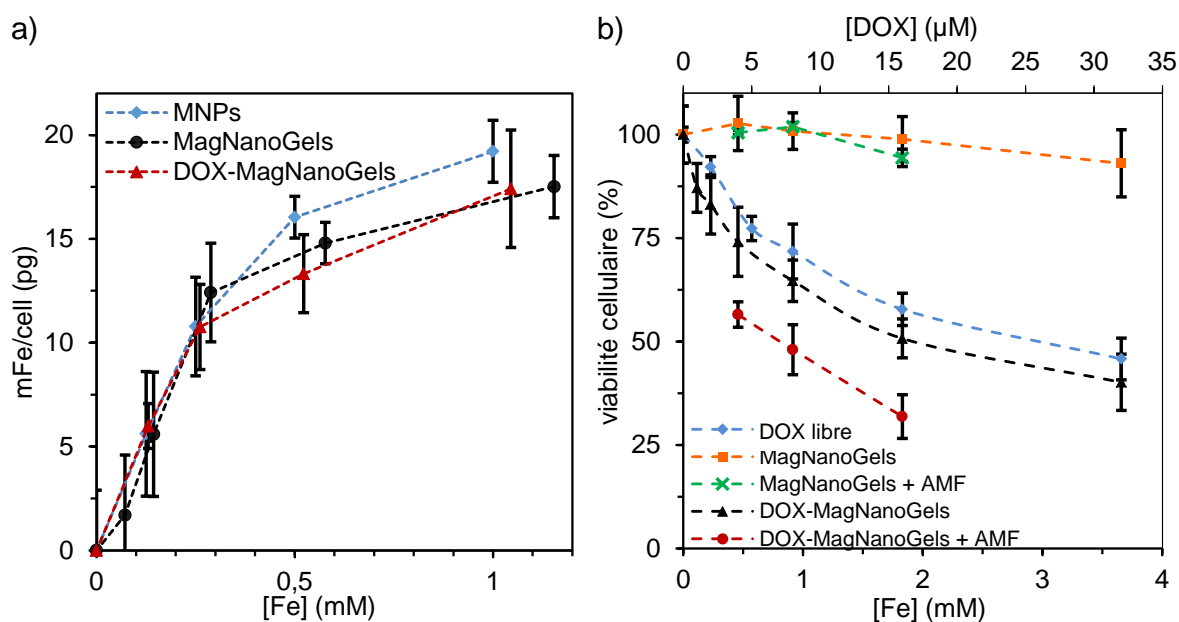 a)
MNPs
MagNanoGels
DOX-MagNanoGels
mFe/cell (pg)
20
15
10
5
0
0 0,5 1
[Fe] (mM)
b)
[DOX] (µM)
0 5 10 15 20 25 30 35
viabilité cellulaire (%)
100
75
50
25
0
DOX libre
MagNanoGels
MagNanoGels + AMF
DOX-MagNanoGels
DOX-MagNanoGels + AMF
0 1 2 3 4
[Fe] (mM)